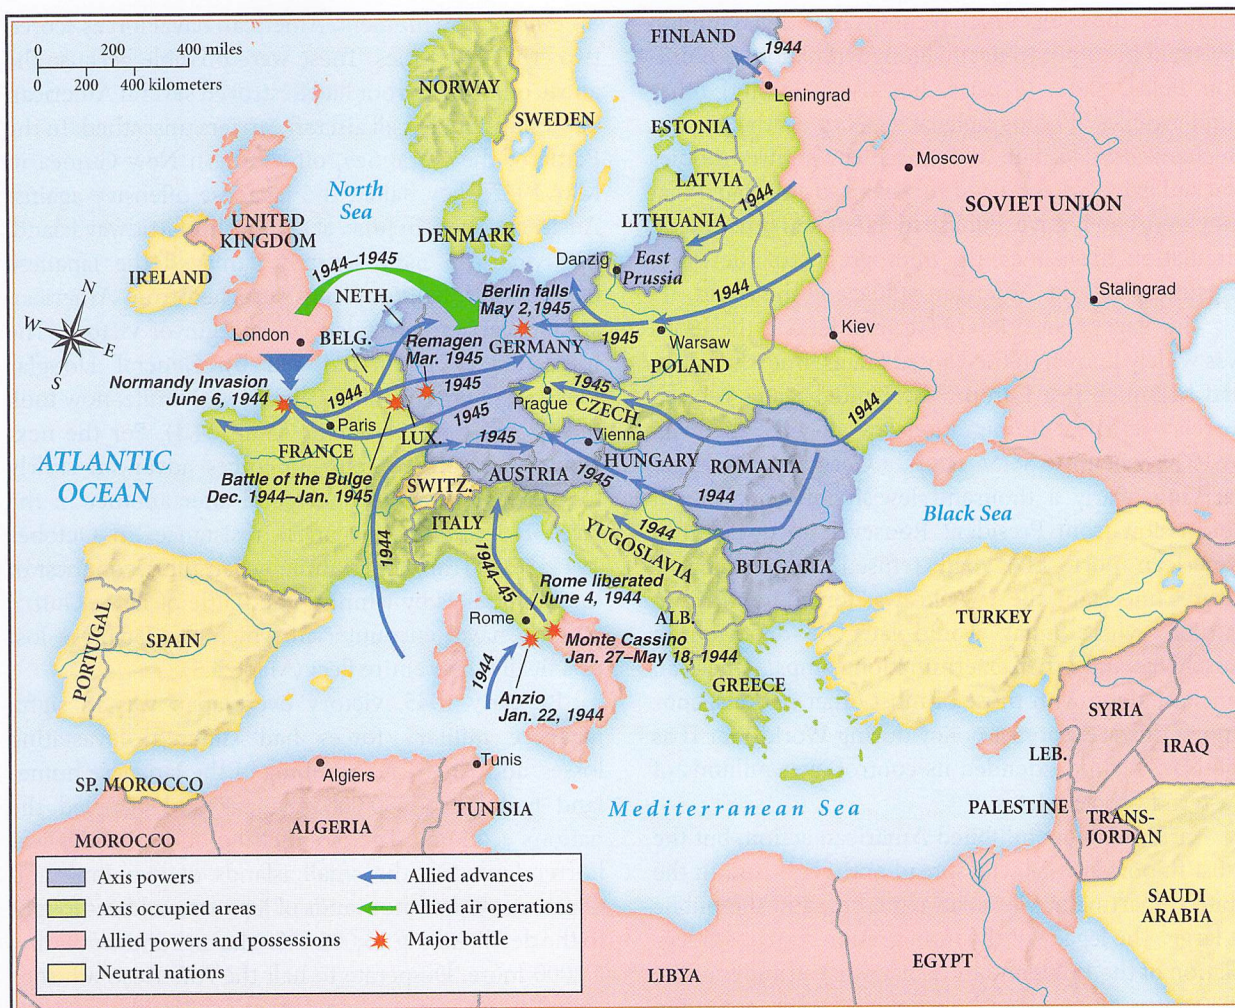 0 200 400 miles
0 200 400 kilometers
FINLAND
1944
Leningrad
NORWAY
SWEDEN
ESTONIA
Moscow
LATVIA
1944
SOVIET UNION
North
Sea
UNITED
KINGDOM
LITHUANIA
DENMARK
IRELAND
1944–1945
Danzig
East
Prussia
N
W
E
S
NETH.
Berlin falls
May 2, 1945
1944
Stalingrad
London
BELG.
Remagen
Mar. 1945
GERMANY
1945
Warsaw
Kiev
POLAND
Normandy Invasion
June 6, 1944
1944
1945
1945
Prague
CZECH.
1944
Paris
1945
FRANCE
LUX.
1945
Vienna
HUNGARY
ROMANIA
ATLANTIC
OCEAN
Battle of the Bulge
Dec. 1944–Jan. 1945
SWITZ.
AUSTRIA
1945
1944
ITALY
1944
Black Sea
YUGOSLAVIA
1944
1944–45
BULGARIA
Rome liberated
June 4, 1944
PORTUGAL
SPAIN
Rome
ALB.
TURKEY
Monte Cassino
Jan. 27–May 18, 1944
1944
GREECE
Anzio
Jan. 22, 1944
SYRIA
LEB.
IRAQ
SP. MOROCCO
Algiers
Tunis
MOROCCO
ALGERIA
TUNISIA
Mediterranean Sea
PALESTINE
TRANS-
JORDAN
Axis powers
Allied advances
Axis occupied areas
Allied air operations
Allied powers and possessions
Major battle
Neutral nations
LIBYA
EGYPT
SAUDI
ARABIA